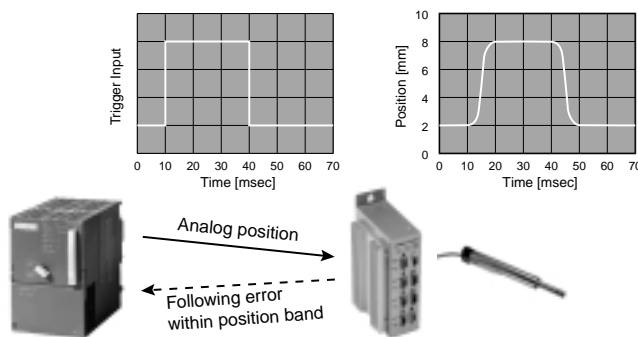 Trigger Input
0 10 20 30 40 50 60 70
Time [msec]
Position [mm]
10
8
6
4
2
0
0 10 20 30 40 50 60 70
Time [msec]
Analog position
Following error
within position band